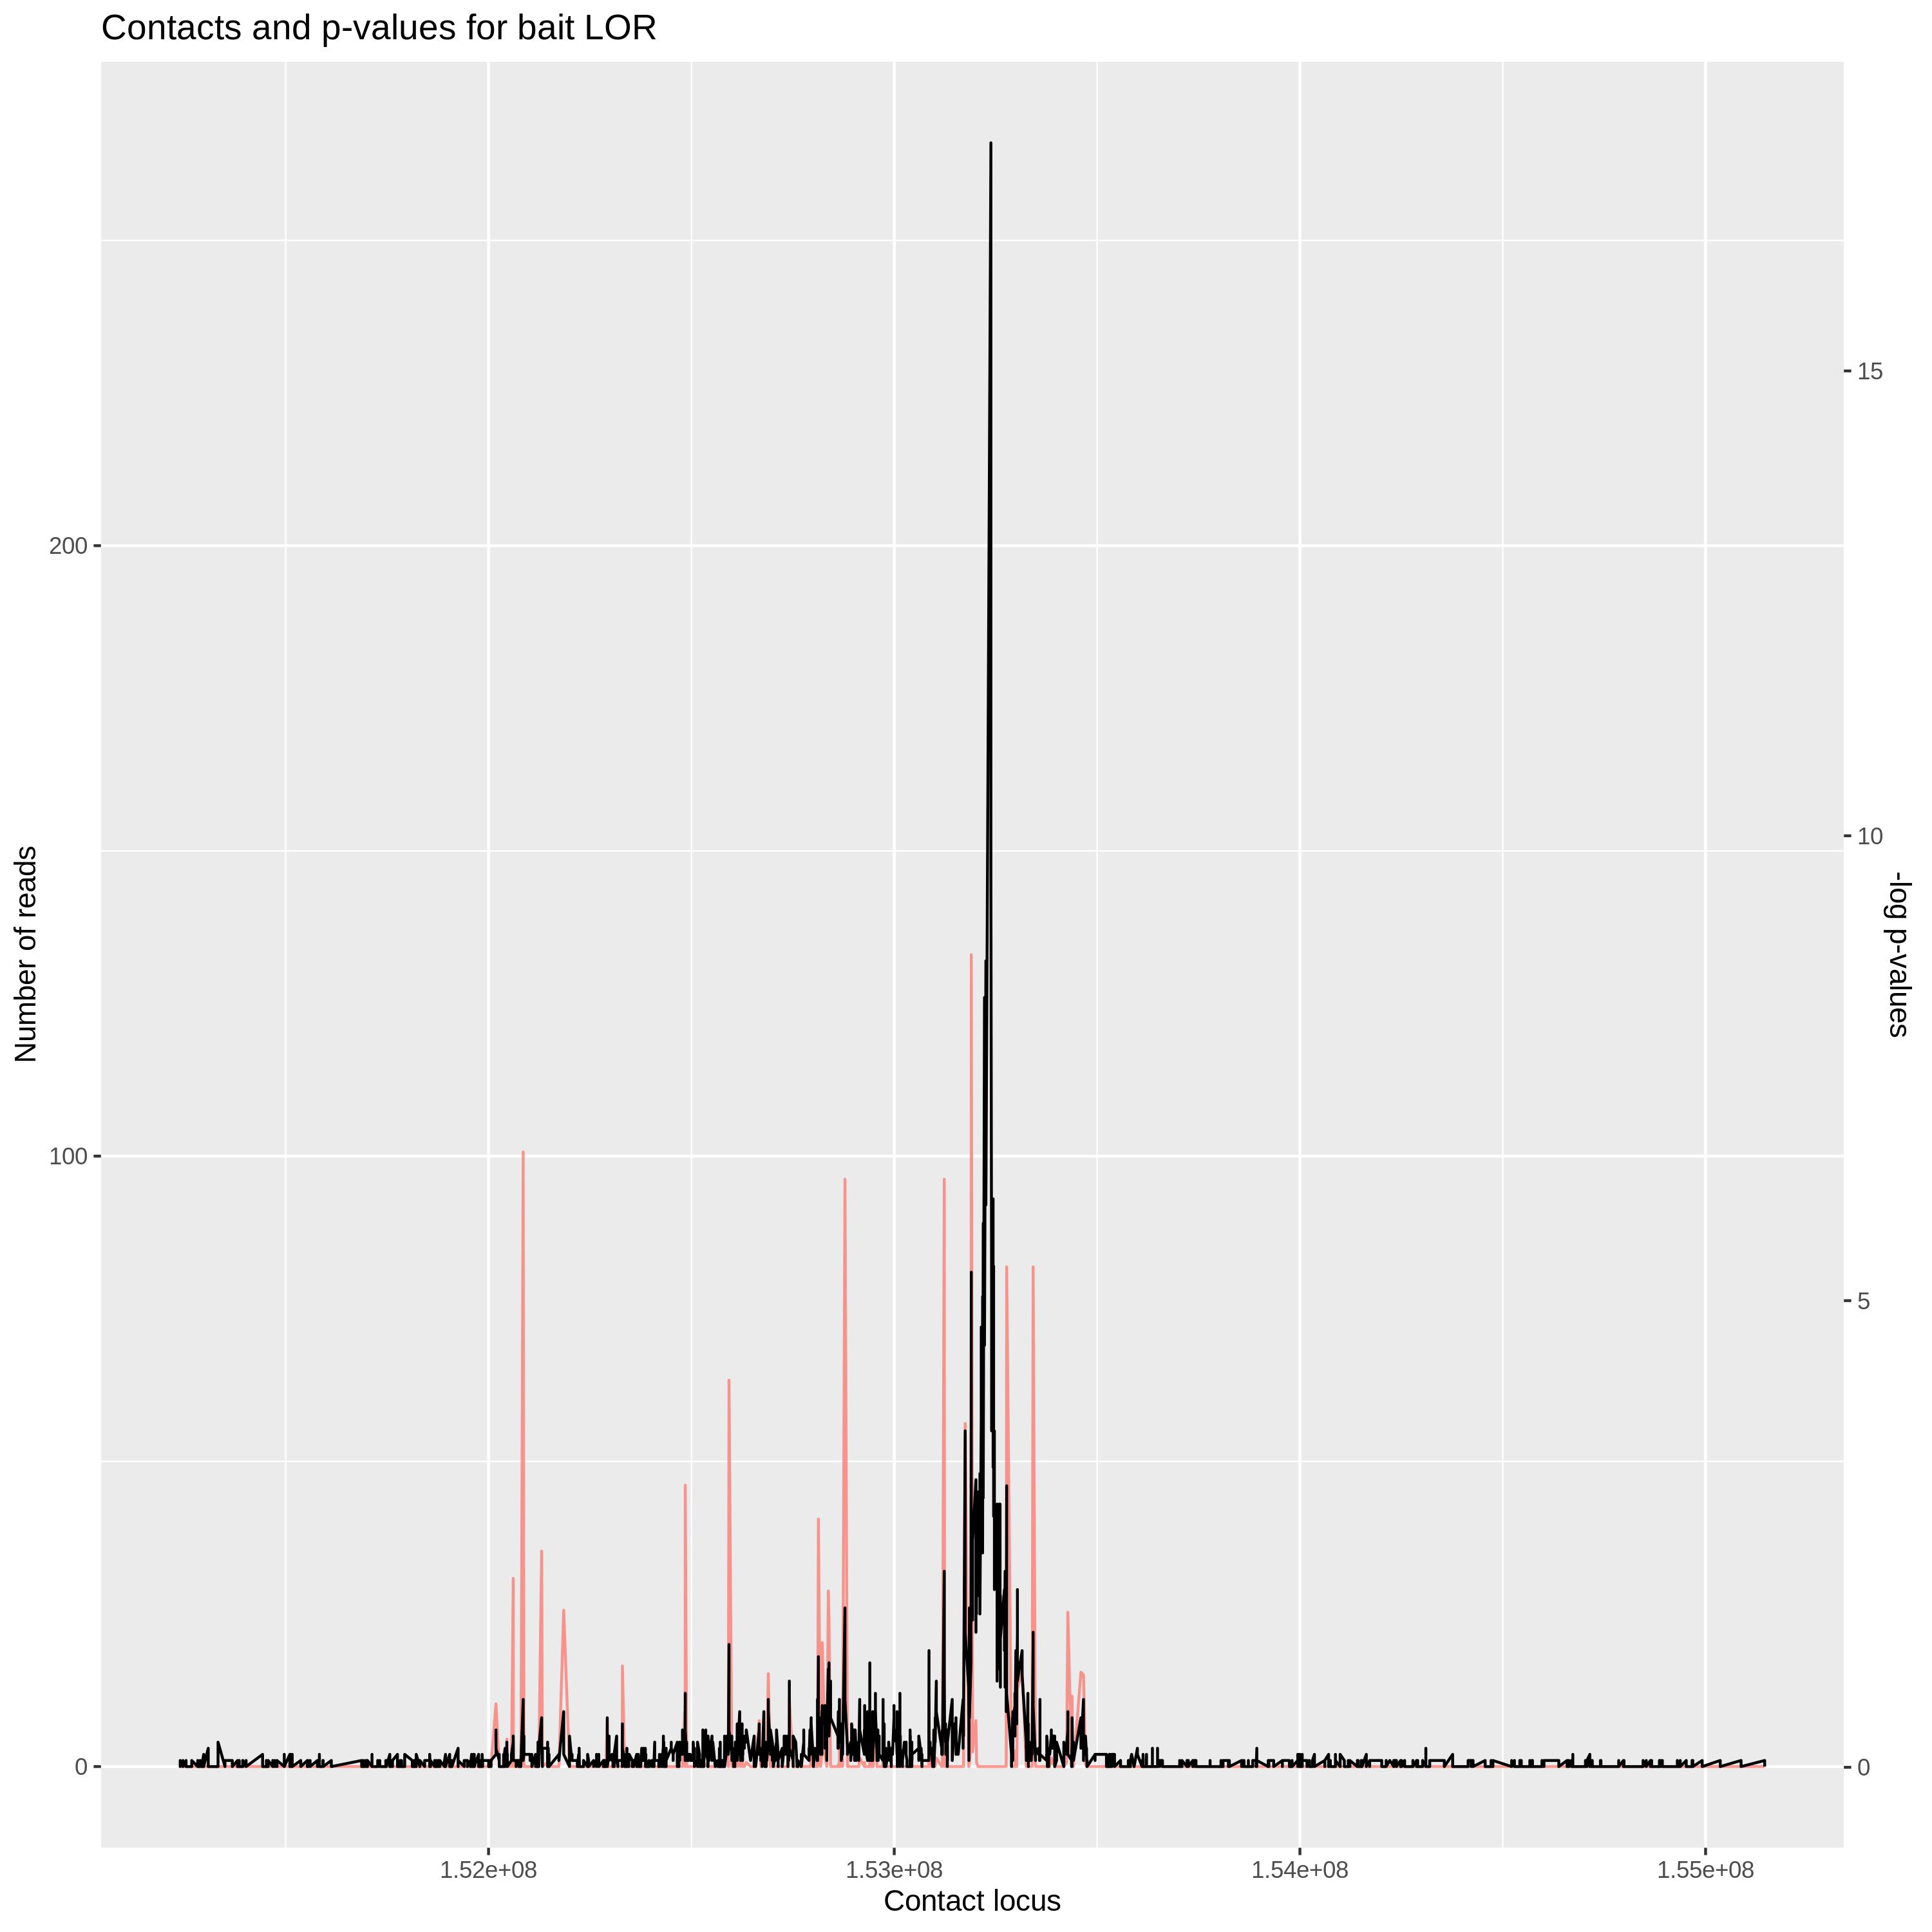 Contacts and p-values for bait LOR
200
100
0
Number of reads
15
10
5
0
-log p-values
1.52e+08
1.53e+08
1.54e+08
1.55e+08
Contact locus